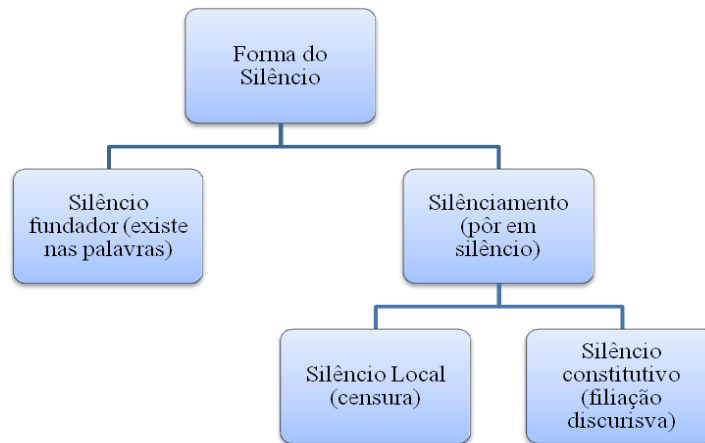 Forma do
Silêncio
Silêncio
fundador (existe
nas palavras)
Silênciamento
(pôr em
silêncio)
Silêncio Local
(censura)
Silêncio
constitutivo
(filiação
discurisva)